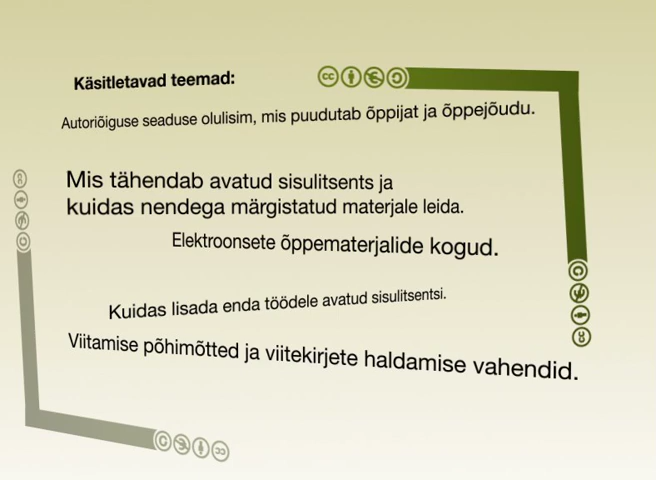 Käsitletavad teemad:
Autoriõiguse seaduse olulisim, mis puudutab õppijat ja õppejõudu.
Mis tähendab avatud sisulitsents ja
kuidas nendega märgistatud materjale leida.
Elektroonsete õppematerjalide kogud.
Kuidas lisada enda töödele avatud sisulitsentsi.
Viitamise põhimõtted ja viitekirjete haldamise vahendid.